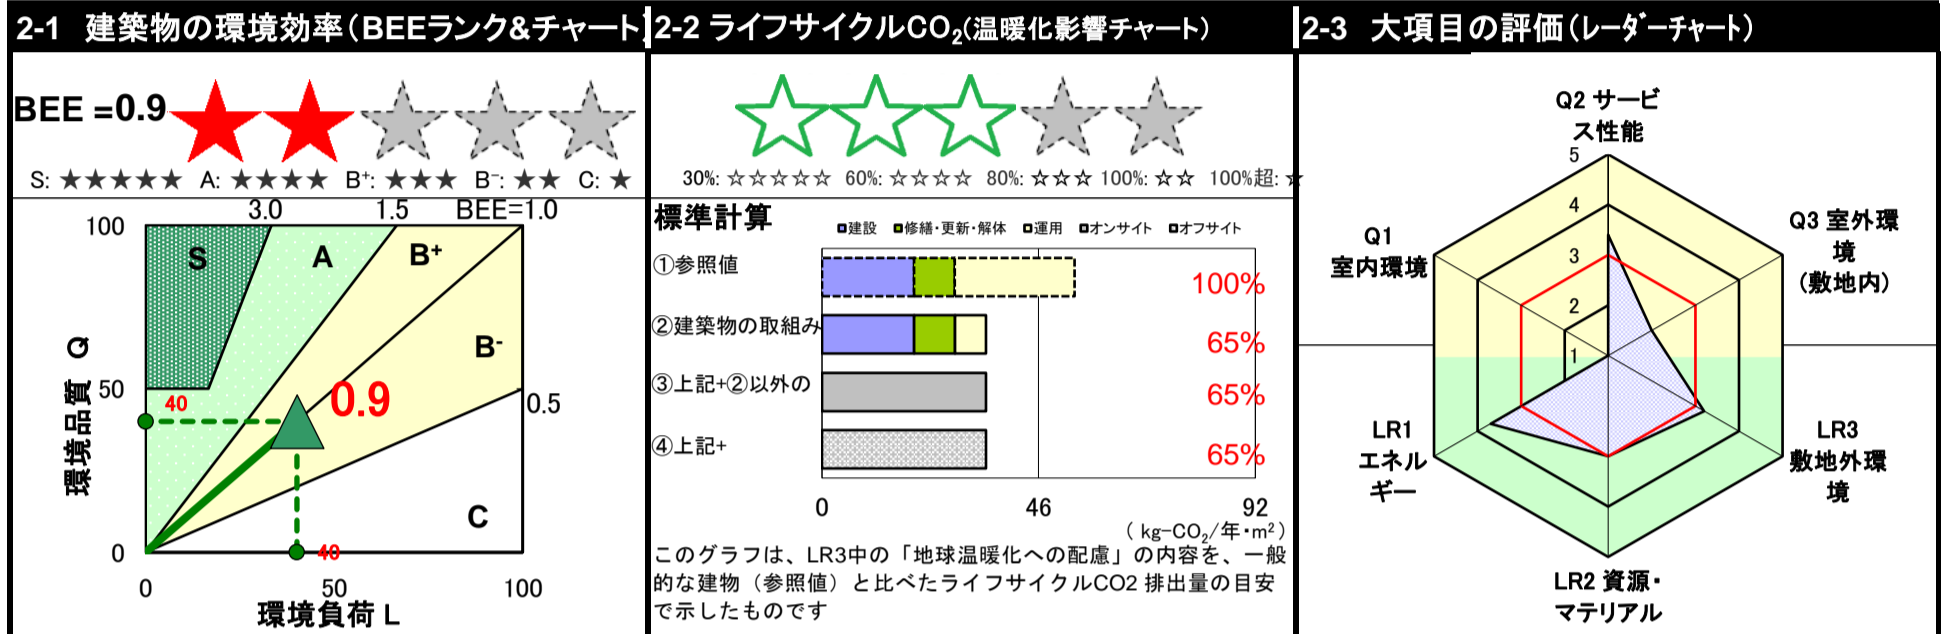 2-1 建築物の環境効率(BEEランク&チャート)
BEE =0.9
S: ★★★★★ A: ★★★★ B+: ★★★ B-: ★★ C: ★
3.0 1.5 BEE=1.0
100
S
A
B+
B-
環境品質 Q
50
40
0.9
0.5
C
40
0
0 50 100
環境負荷 L
2-2 ライフサイクルCO2(温暖化影響チャート)
30%: ☆☆☆☆☆ 60%: ☆☆☆☆ 80%: ☆☆☆ 100%: ☆☆ 100%超: ☆
標準計算
建設 修繕・更新・解体 運用 オンサイト オフサイト
①参照値 100%
②建築物の取組み 65%
③上記+②以外の 65%
④上記+ 65%
0 46 92
( kg-CO2/年・m2 )
このグラフは、LR3中の「地球温暖化への配慮」の内容を、一般
的な建物(参照値)と比べたライフサイクルCO2 排出量の目安
で示したものです
2-3 大項目の評価(レーダーチャート)
Q2 サービ
ス性能
5
4
3
2
1
Q1
室内環境
Q3 室外環
境
(敷地内)
LR1
エネル
ギー
LR3
敷地外環
境
LR2 資源・
マテリアル